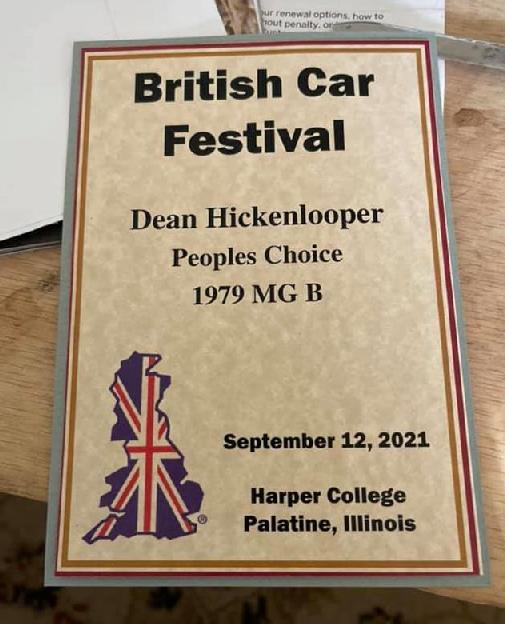 ur renewal options, how to
out penalty, or
British Car
Festival
Dean Hickenlooper
Peoples Choice
1979 MG B
September 12, 2021
®
Harper College
Palatine, Illinois